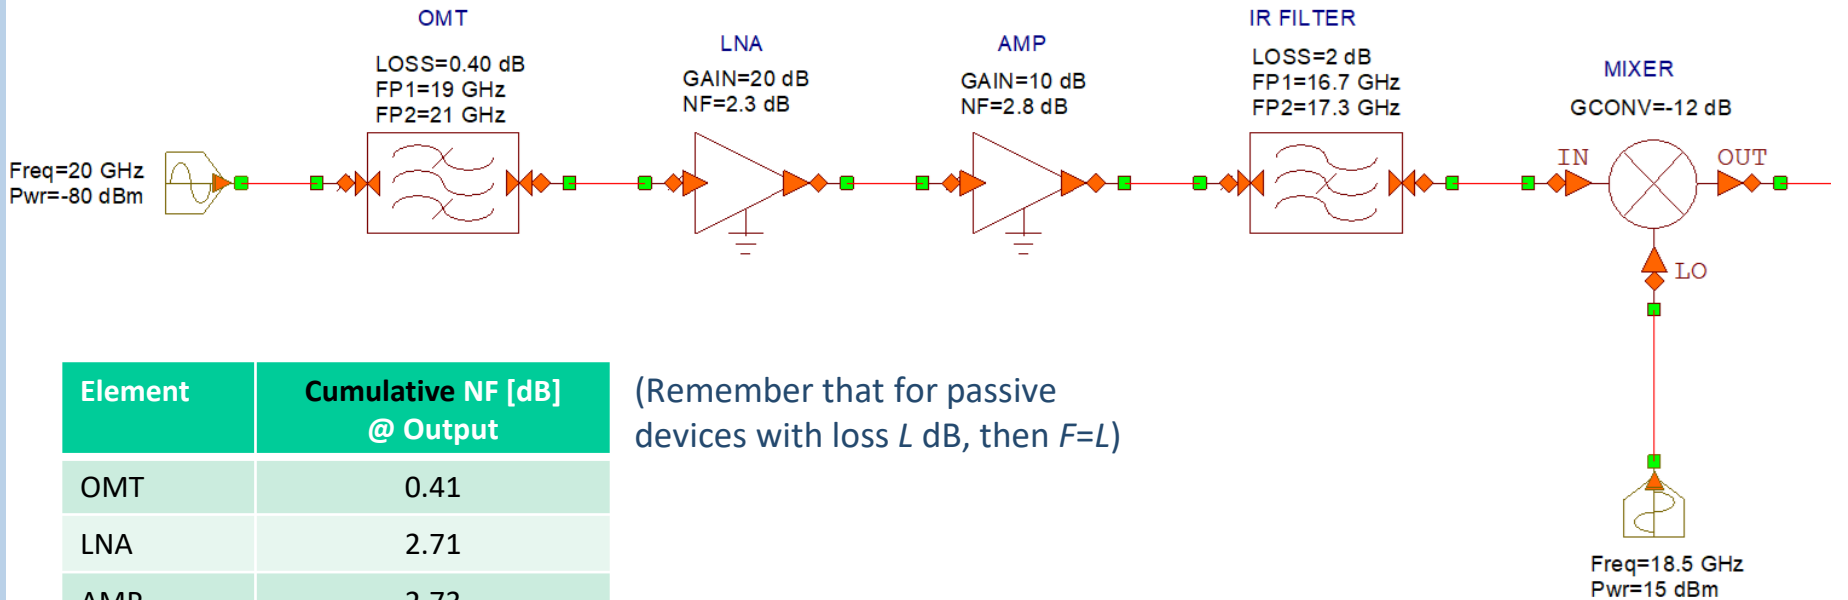 OMT
LOSS=0.40 dB
FP1=19 GHz
FP2=21 GHz
LNA
GAIN=20 dB
NF=2.3 dB
AMP
GAIN=10 dB
NF=2.8 dB
IR FILTER
LOSS=2 dB
FP1=16.7 GHz
FP2=17.3 GHz
MIXER
GCONV=-12 dB
Freq=20 GHz
Pwr=-80 dBm
IN
OUT
LO
Freq=18.5 GHz
Pwr=15 dBm
Element
Cumulative NF [dB]
@ Output
OMT
0.41
LNA
2.71
AMP
2.73
(Remember that for passive
devices with loss L dB, then F=L)